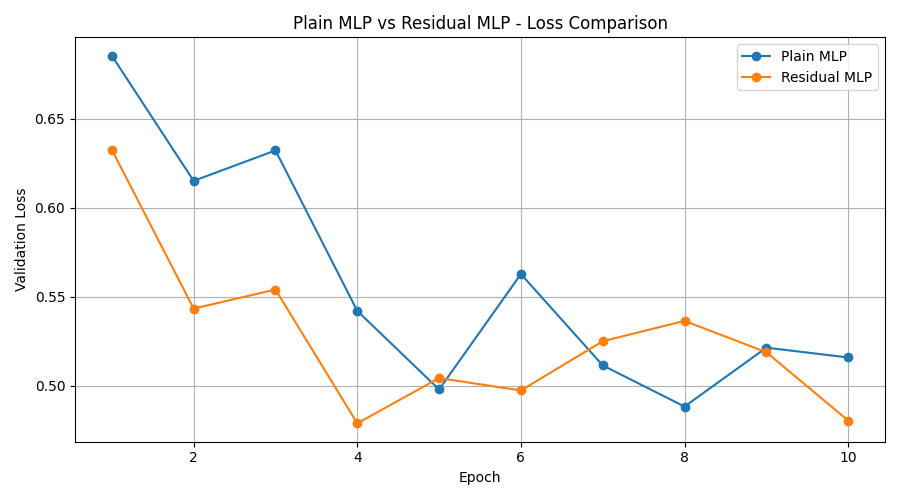 Plain MLP vs Residual MLP - Loss Comparison
Plain MLP
Residual MLP
Validation Loss
0.65
0.60
0.55
0.50
2 4 6 8 10
Epoch